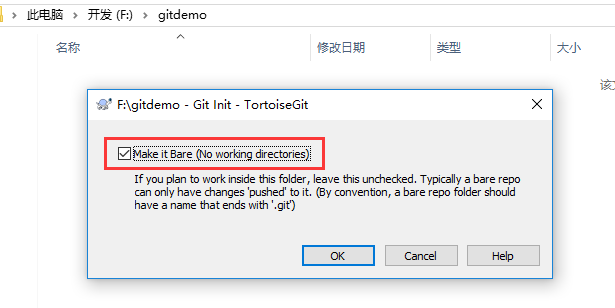 此电脑 › 开发 (F:) › gitdemo
名称 修改日期 类型 大小
F:\gitdemo - Git Init - TortoiseGit
Make it Bare (No working directories)
If you plan to work inside this folder, leave this unchecked. Typically a bare repo
can only have changes 'pushed' to it. (By convention, a bare repo folder should
have a name that ends with '.git')
OK Cancel Help